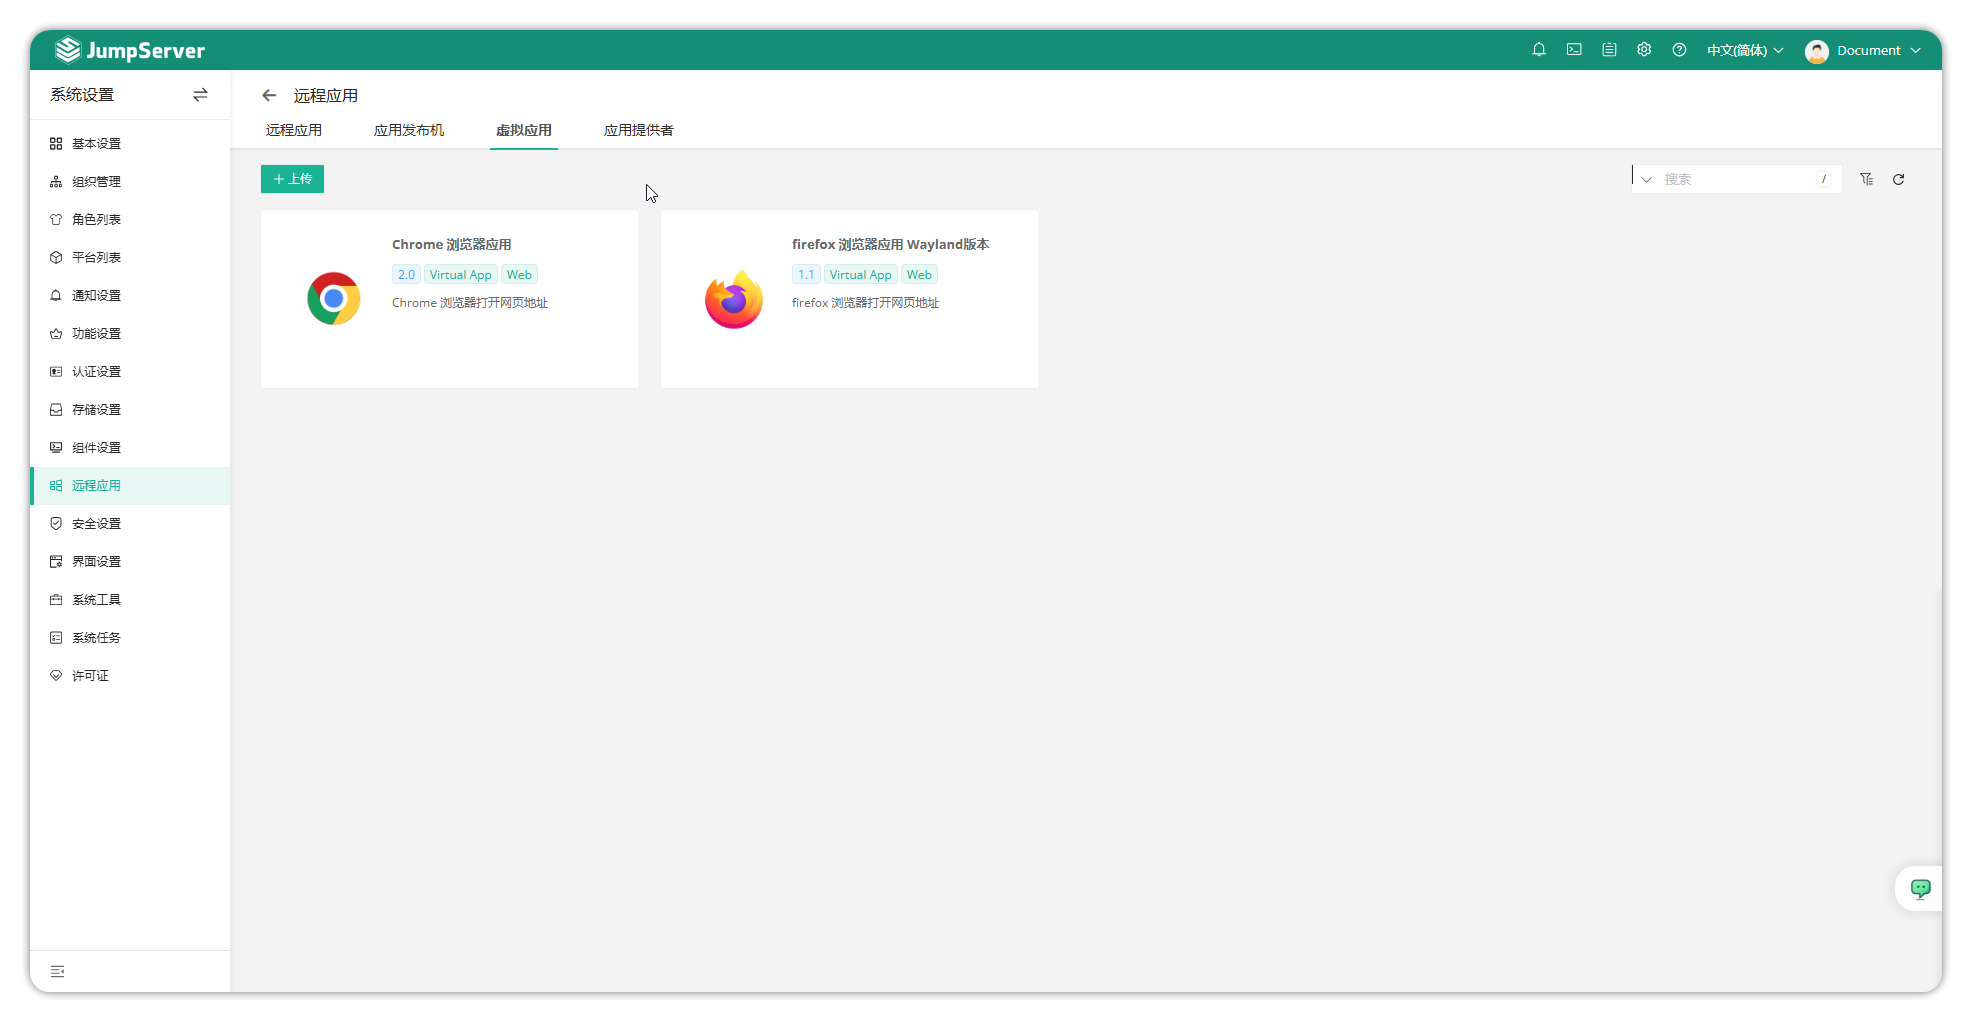 JumpServer
中文(简体)
Document
系统设置
基本设置
组织管理
角色列表
平台列表
通知设置
功能设置
认证设置
存储设置
组件设置
远程应用
安全设置
界面设置
系统工具
系统任务
许可证
远程应用
远程应用 应用发布机 虚拟应用 应用提供者
上传
搜索 /
Chrome 浏览器应用
2.0 Virtual App Web
Chrome 浏览器打开网页地址
firefox 浏览器应用 Wayland版本
1.1 Virtual App Web
firefox 浏览器打开网页地址